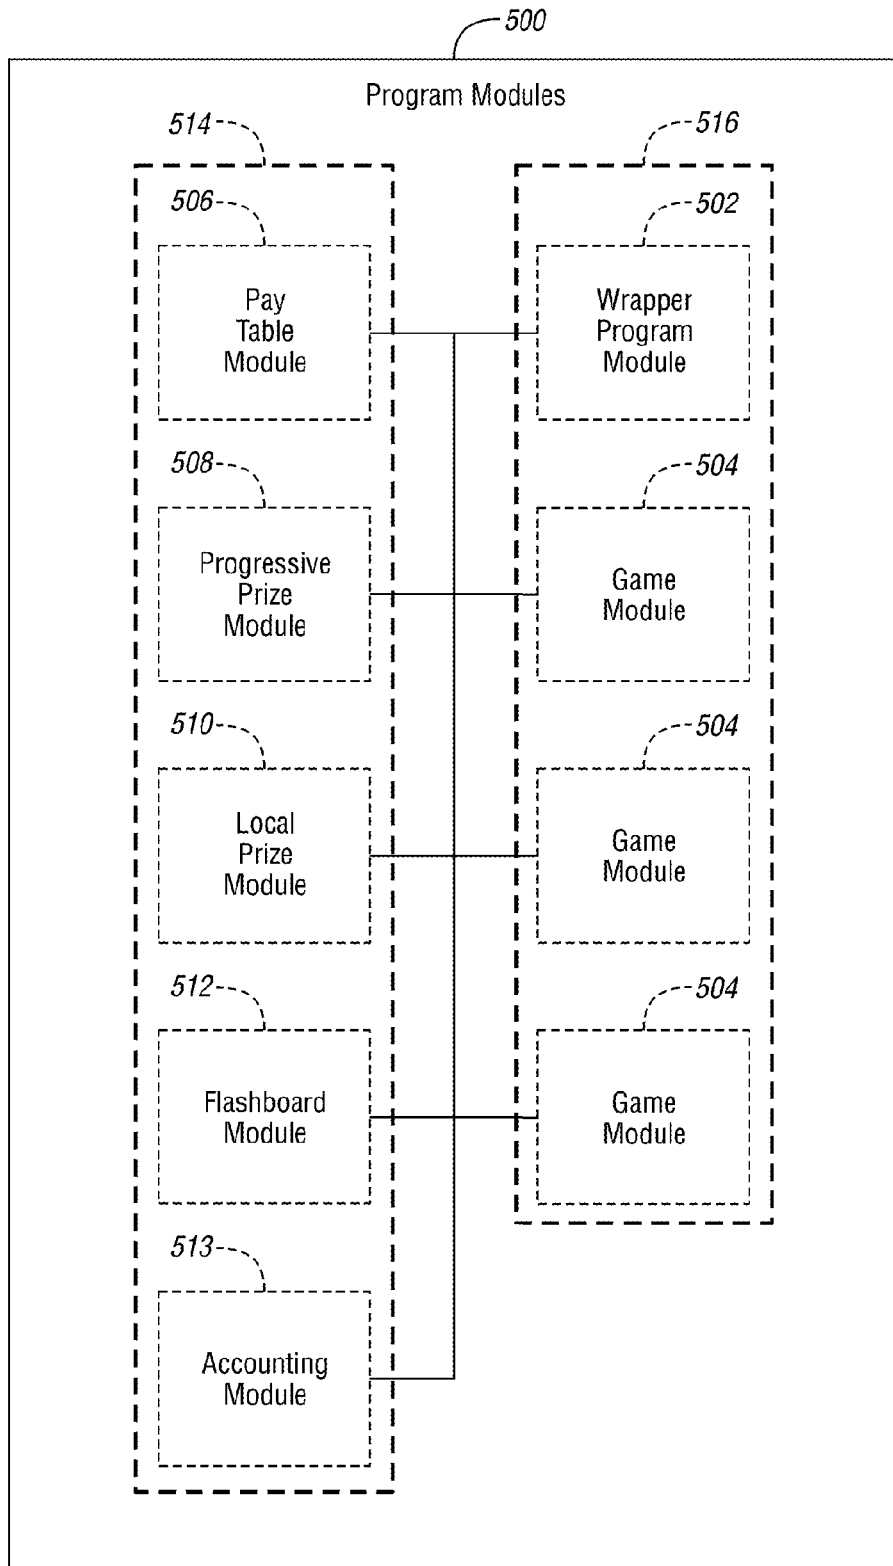 500
Program Modules
514
516
506
502
Pay
Table
Module
Wrapper
Program
Module
508
504
Progressive
Prize
Module
Game
Module
510
504
Local
Prize
Module
Game
Module
512
504
Flashboard
Module
Game
Module
513
Accounting
Module